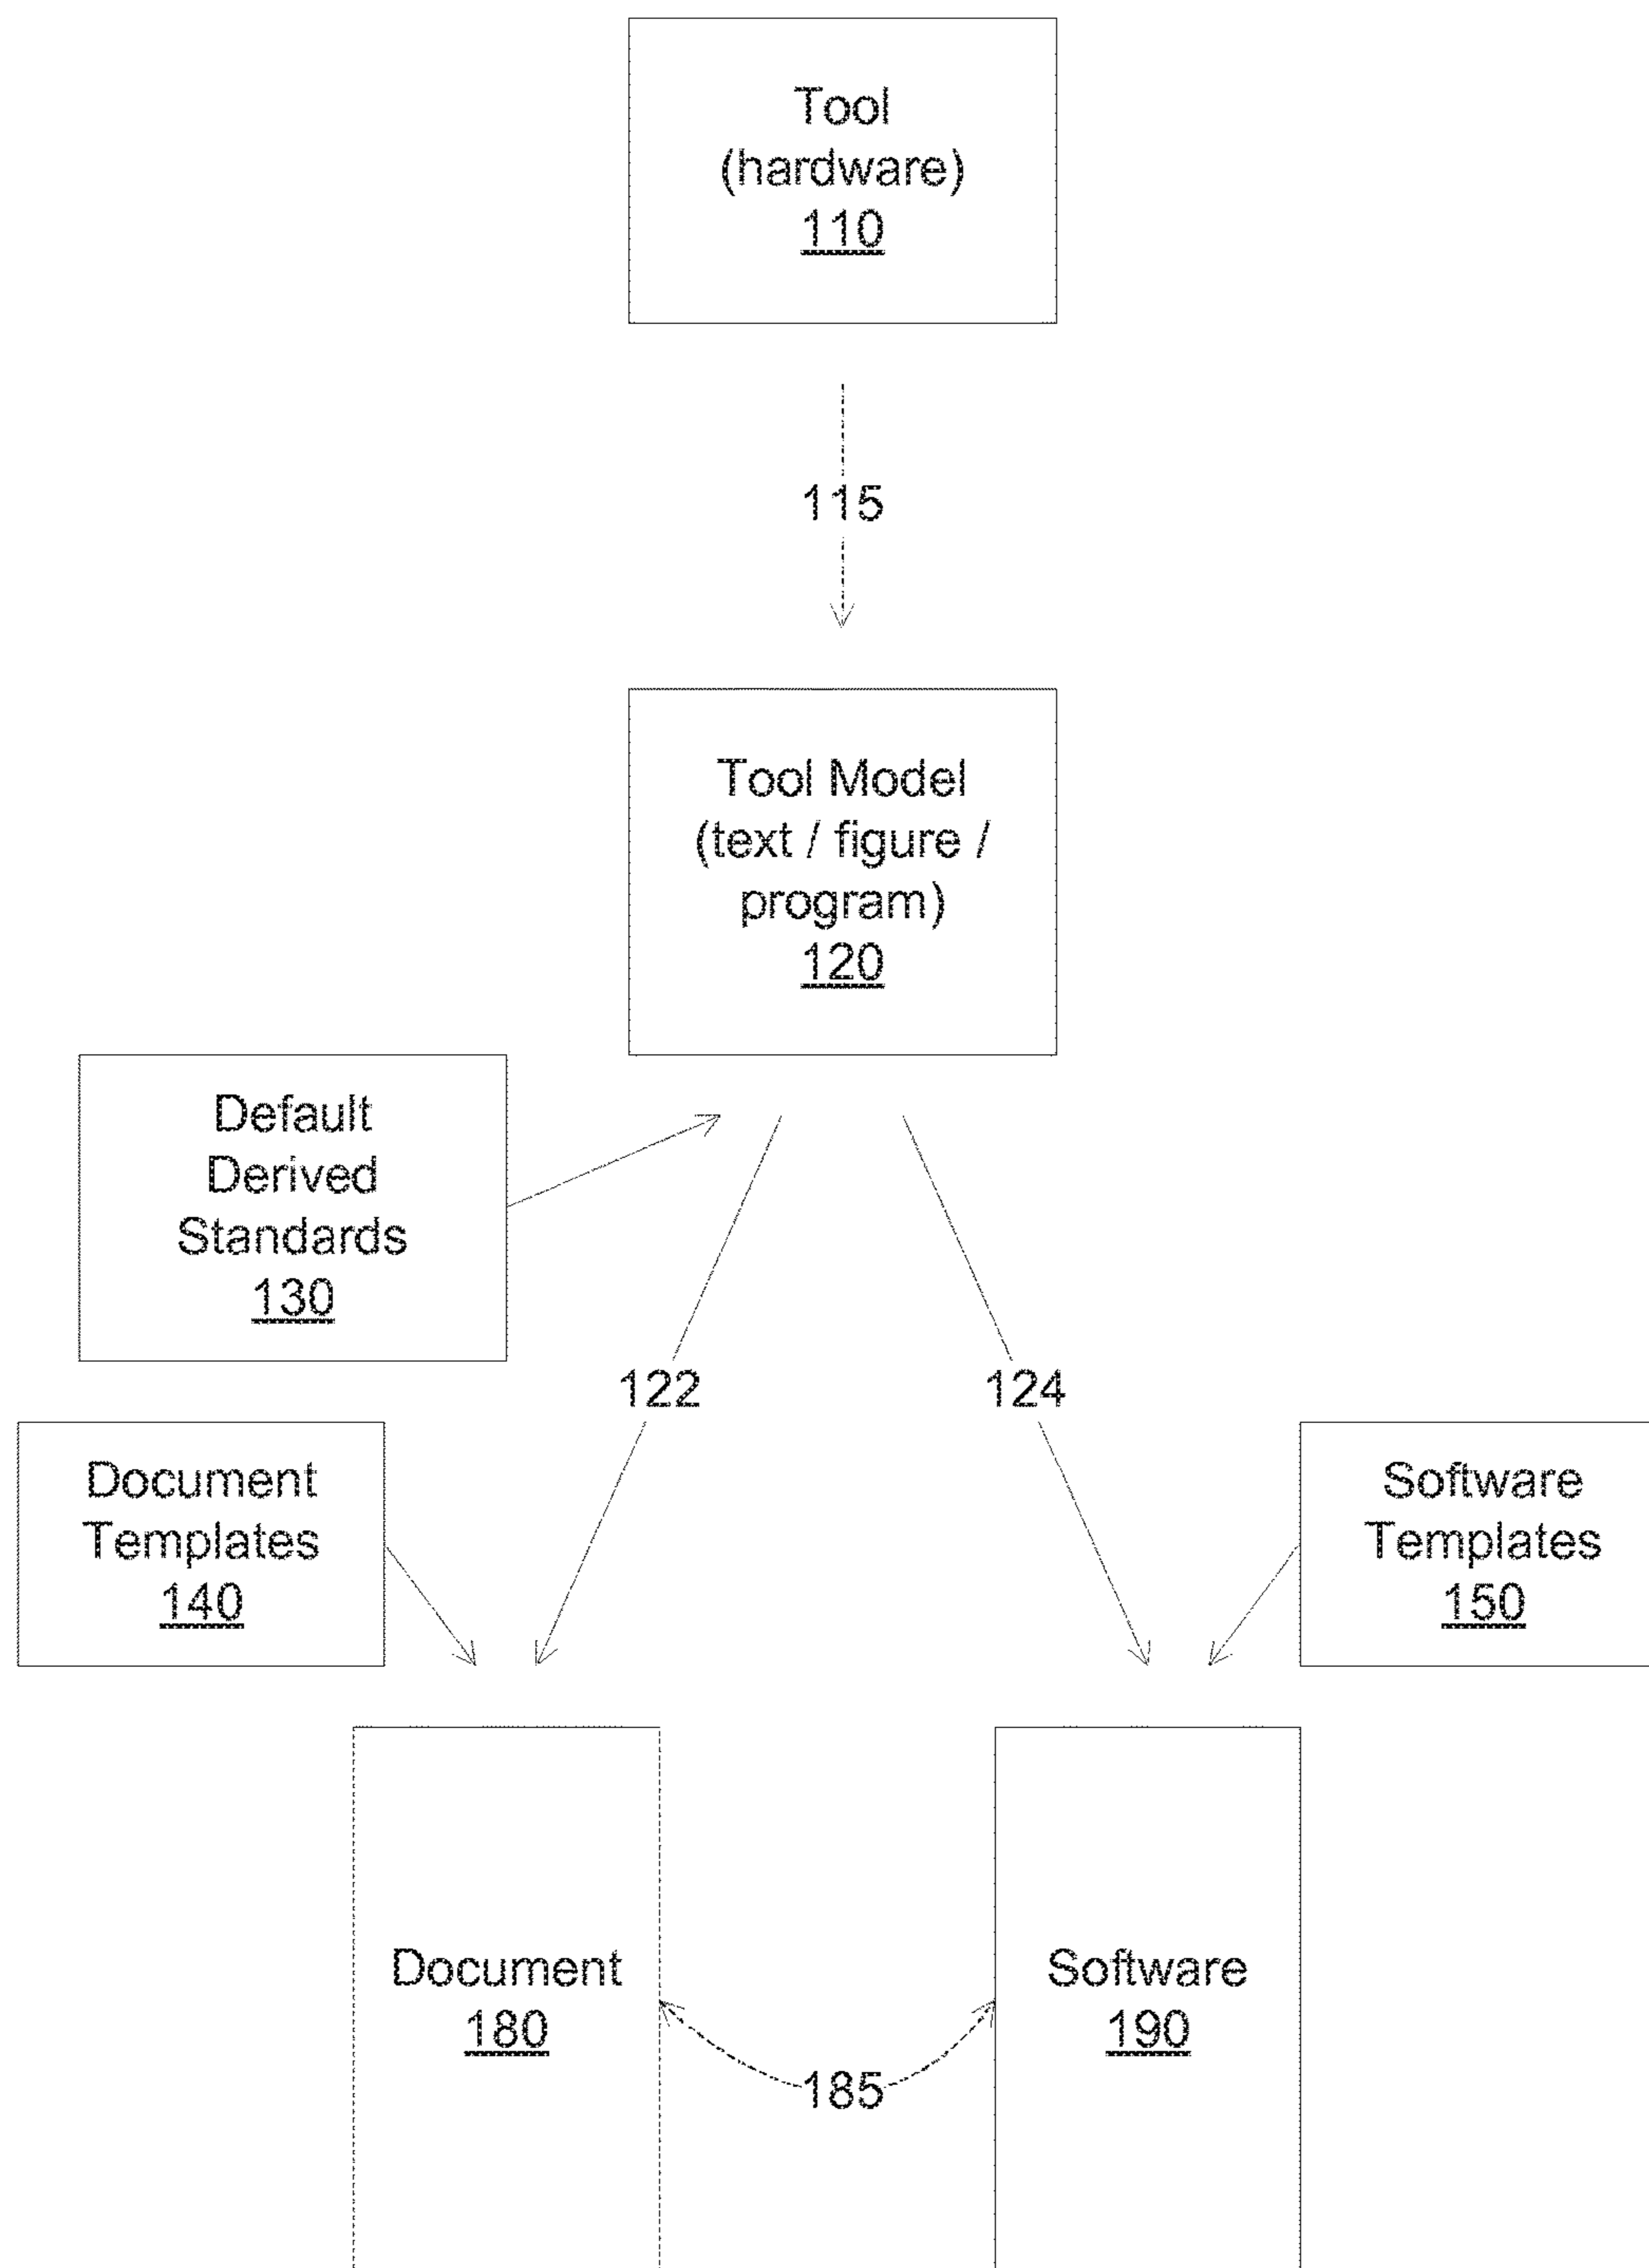 Tool
(hardware)
110
115
Tool Model
(text / figure /
program)
120
Default
Derived
Standards
130
122
124
Document
Templates
140
Software
Templates
150
Document
180
Software
190
185